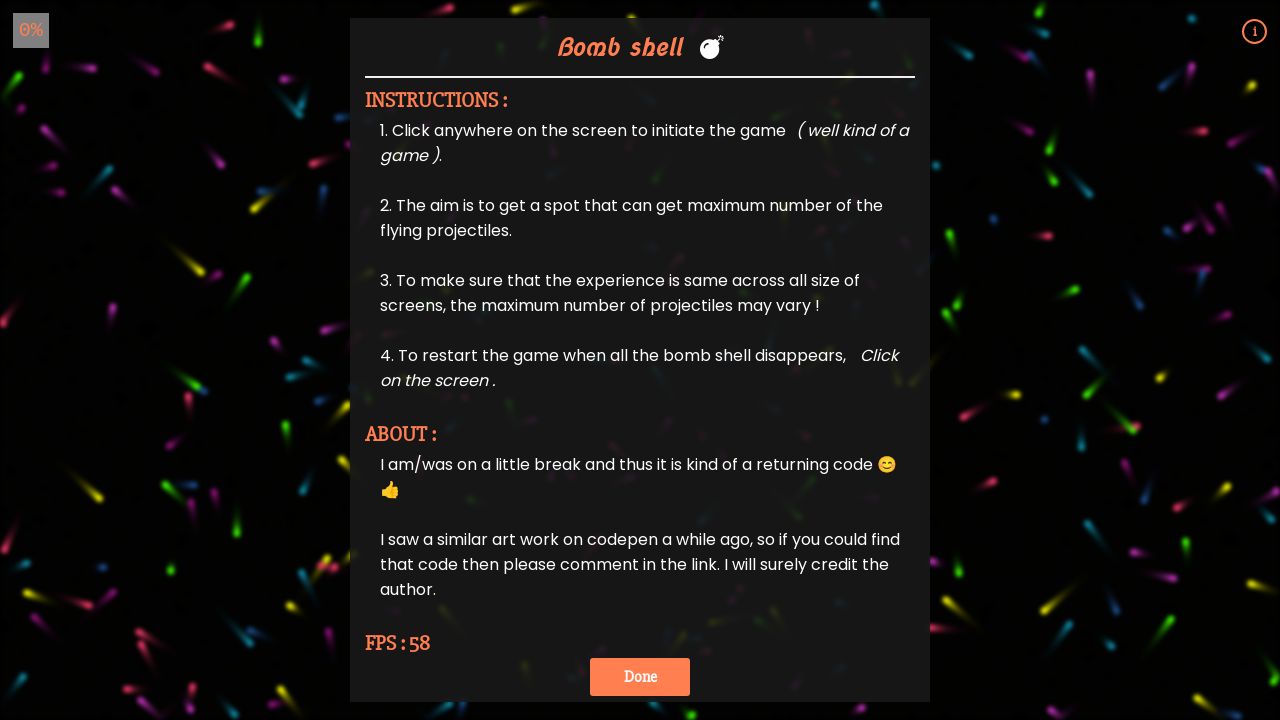 0%
i
Bomb shell 💣
INSTRUCTIONS :
1. Click anywhere on the screen to initiate the game ( well kind of a
game ).
2. The aim is to get a spot that can get maximum number of the
flying projectiles.
3. To make sure that the experience is same across all size of
screens, the maximum number of projectiles may vary !
4. To restart the game when all the bomb shell disappears, Click
on the screen .
ABOUT :
I am/was on a little break and thus it is kind of a returning code 😊
👍
I saw a similar art work on codepen a while ago, so if you could find
that code then please comment in the link. I will surely credit the
author.
FPS : 58
Done